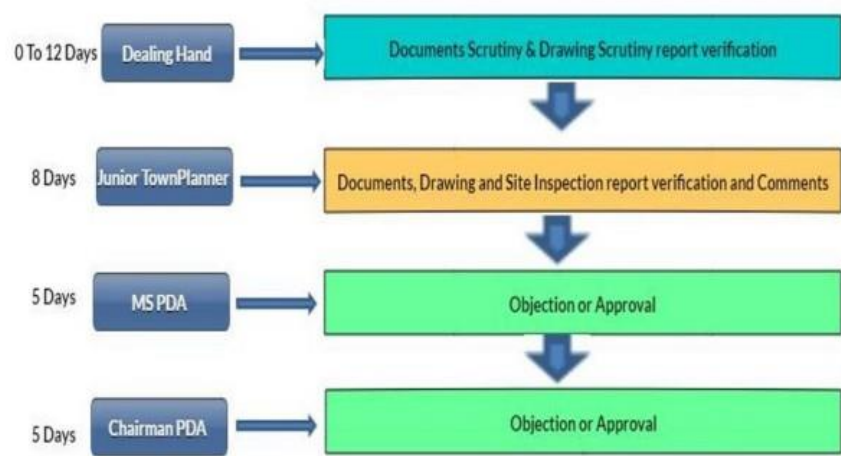 0 To 12 Days Dealing Hand Documents Scrutiny & Drawing Scrutiny report verification
8 Days Junior TownPlanner Documents, Drawing and Site Inspection report verification and Comments
5 Days MS PDA Objection or Approval
5 Days Chairman PDA Objection or Approval